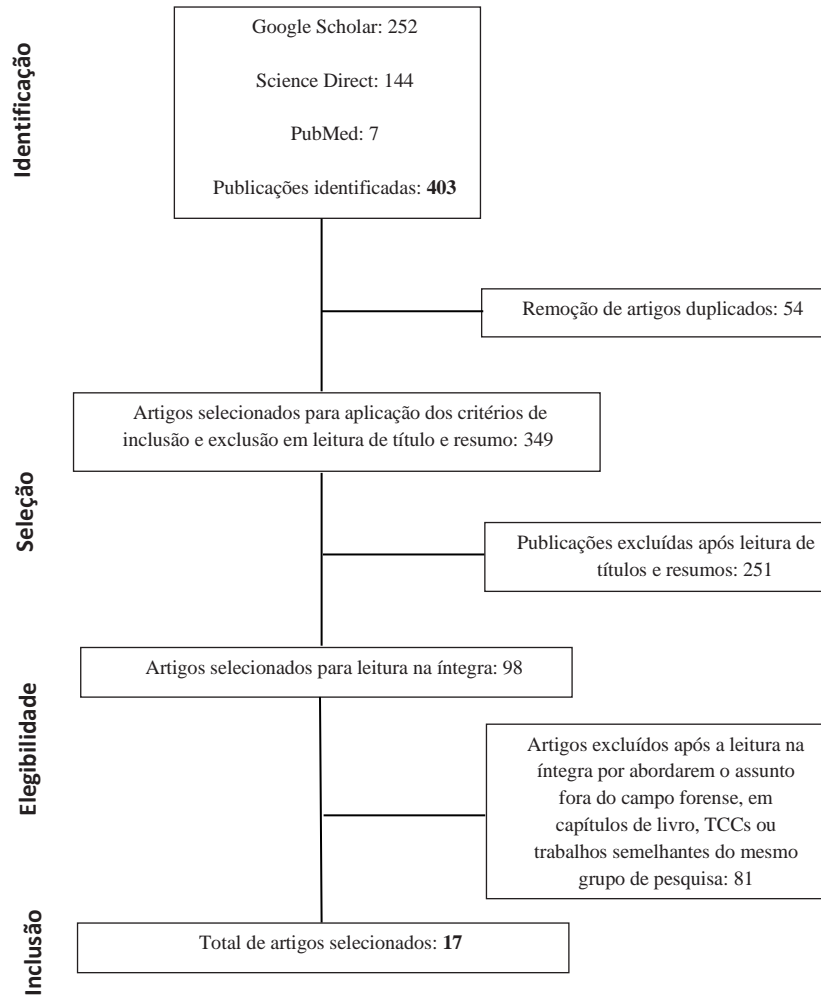 Identificação
Google Scholar: 252
Science Direct: 144
PubMed: 7
Publicações identificadas: 403
Remoção de artigos duplicados: 54
Seleção
Artigos selecionados para aplicação dos critérios de
inclusão e exclusão em leitura de título e resumo: 349
Publicações excluídas após leitura de
títulos e resumos: 251
Elegibilidade
Artigos selecionados para leitura na íntegra: 98
Artigos excluídos após a leitura na
íntegra por abordarem o assunto
fora do campo forense, em
capítulos de livro, TCCs ou
trabalhos semelhantes do mesmo
grupo de pesquisa: 81
Inclusão
Total de artigos selecionados: 17